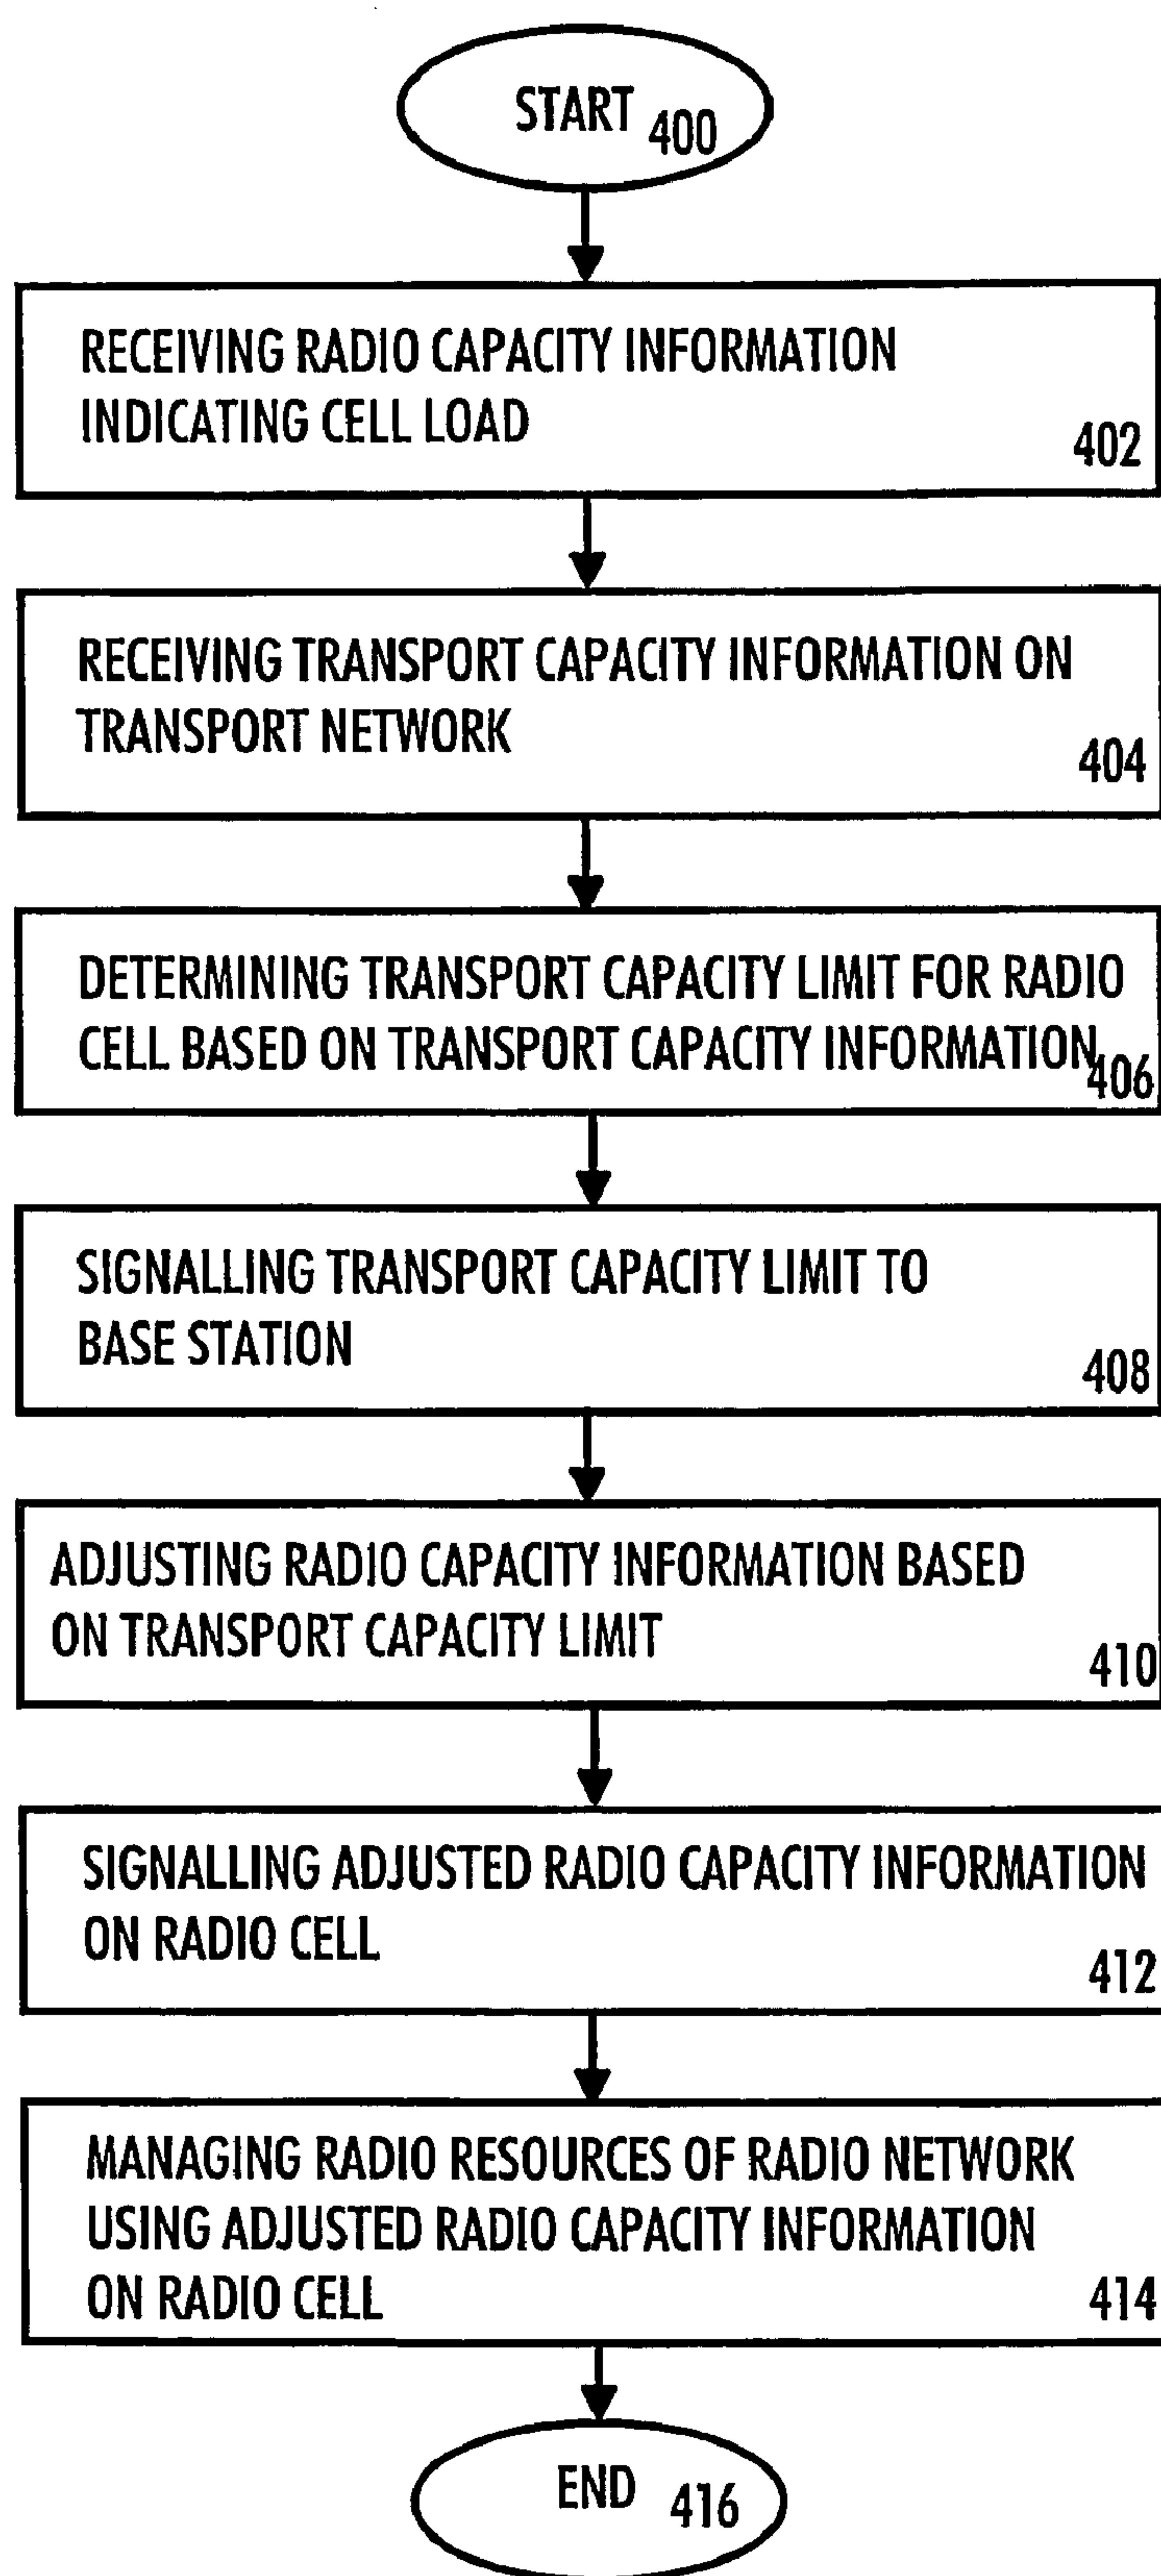 START 400
RECEIVING RADIO CAPACITY INFORMATION
INDICATING CELL LOAD
402
RECEIVING TRANSPORT CAPACITY INFORMATION ON
TRANSPORT NETWORK
404
DETERMINING TRANSPORT CAPACITY LIMIT FOR RADIO
CELL BASED ON TRANSPORT CAPACITY INFORMATION
406
SIGNALLING TRANSPORT CAPACITY LIMIT TO
BASE STATION
408
ADJUSTING RADIO CAPACITY INFORMATION BASED
ON TRANSPORT CAPACITY LIMIT
410
SIGNALLING ADJUSTED RADIO CAPACITY INFORMATION
ON RADIO CELL
412
MANAGING RADIO RESOURCES OF RADIO NETWORK
USING ADJUSTED RADIO CAPACITY INFORMATION
ON RADIO CELL
414
END 416